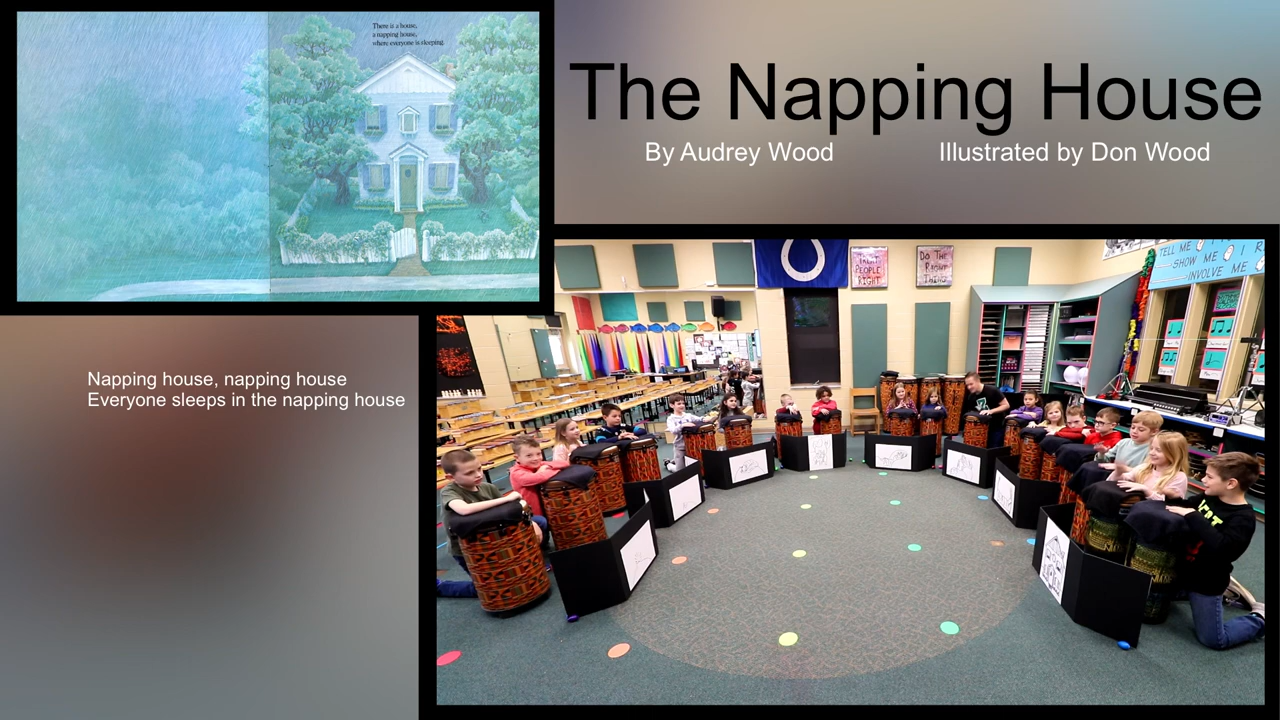 There is a house,
a napping house,
where everyone is sleeping.
The Napping House
By Audrey Wood
Illustrated by Don Wood
Napping house, napping house
Everyone sleeps in the napping house
TRUST
PEOPLE
RIGHT
DO THE
RIGHT
THING
TELL ME
SHOW ME
INVOLVE ME